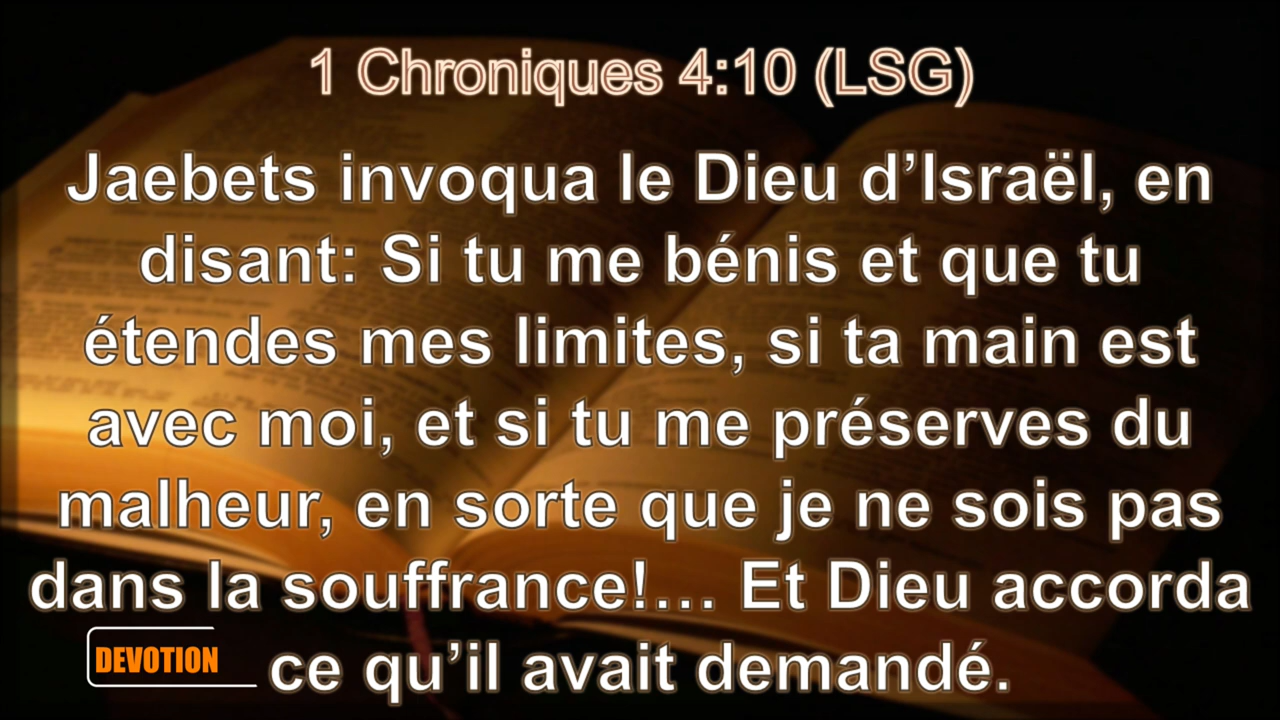 1 Chroniques 4:10 (LSG)
Jaebets invoqua le Dieu d’Israël, en
disant: Si tu me bénis et que tu
étendes mes limites, si ta main est
avec moi, et si tu me préserves du
malheur, en sorte que je ne sois pas
dans la souffrance!… Et Dieu accorda
ce qu’il avait demandé.
DEVOTION